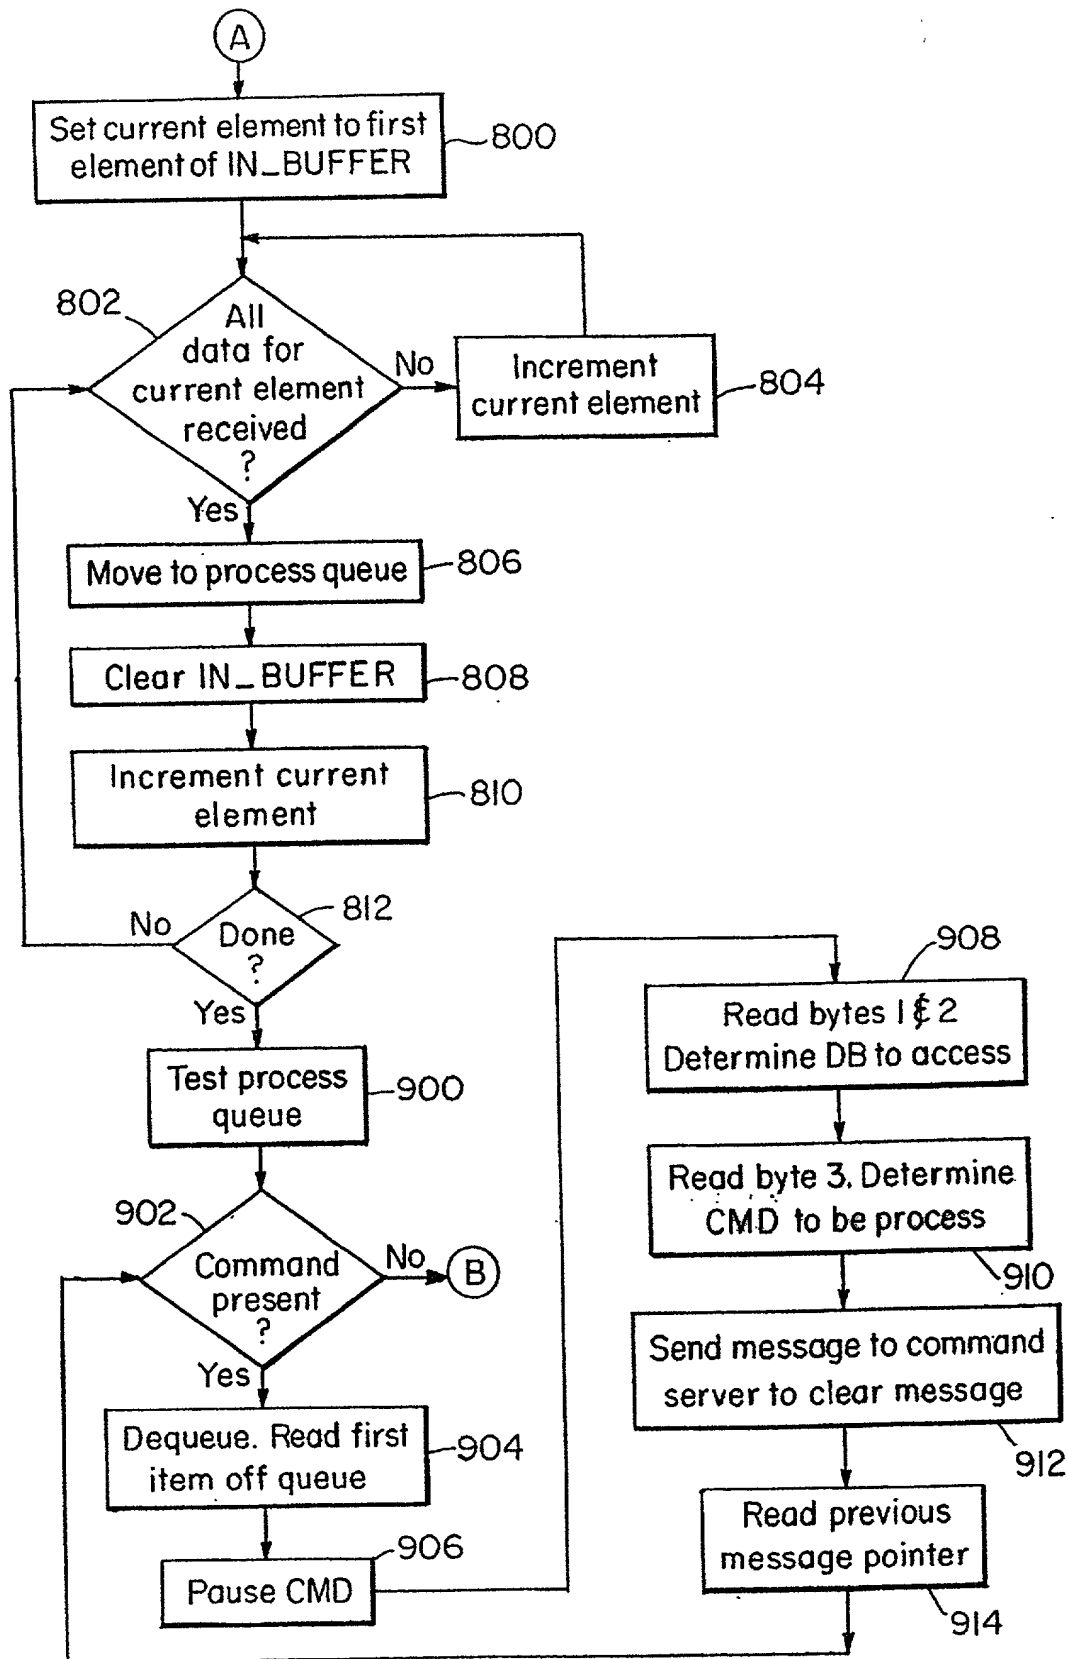 A
Set current element to first
element of IN_BUFFER
800
802
All
data for
current element
received
?
No
Increment
current element
804
Yes
Move to process queue
806
Clear IN_BUFFER
808
Increment current
element
810
812
No
Done
?
Yes
Test process
queue
900
902
Command
present
?
No
B
Yes
Dequeue. Read first
item off queue
904
906
Pause CMD
908
Read bytes 1 & 2
Determine DB to access
Read byte 3. Determine
CMD to be process
910
Send message to command
server to clear message
912
Read previous
message pointer
914